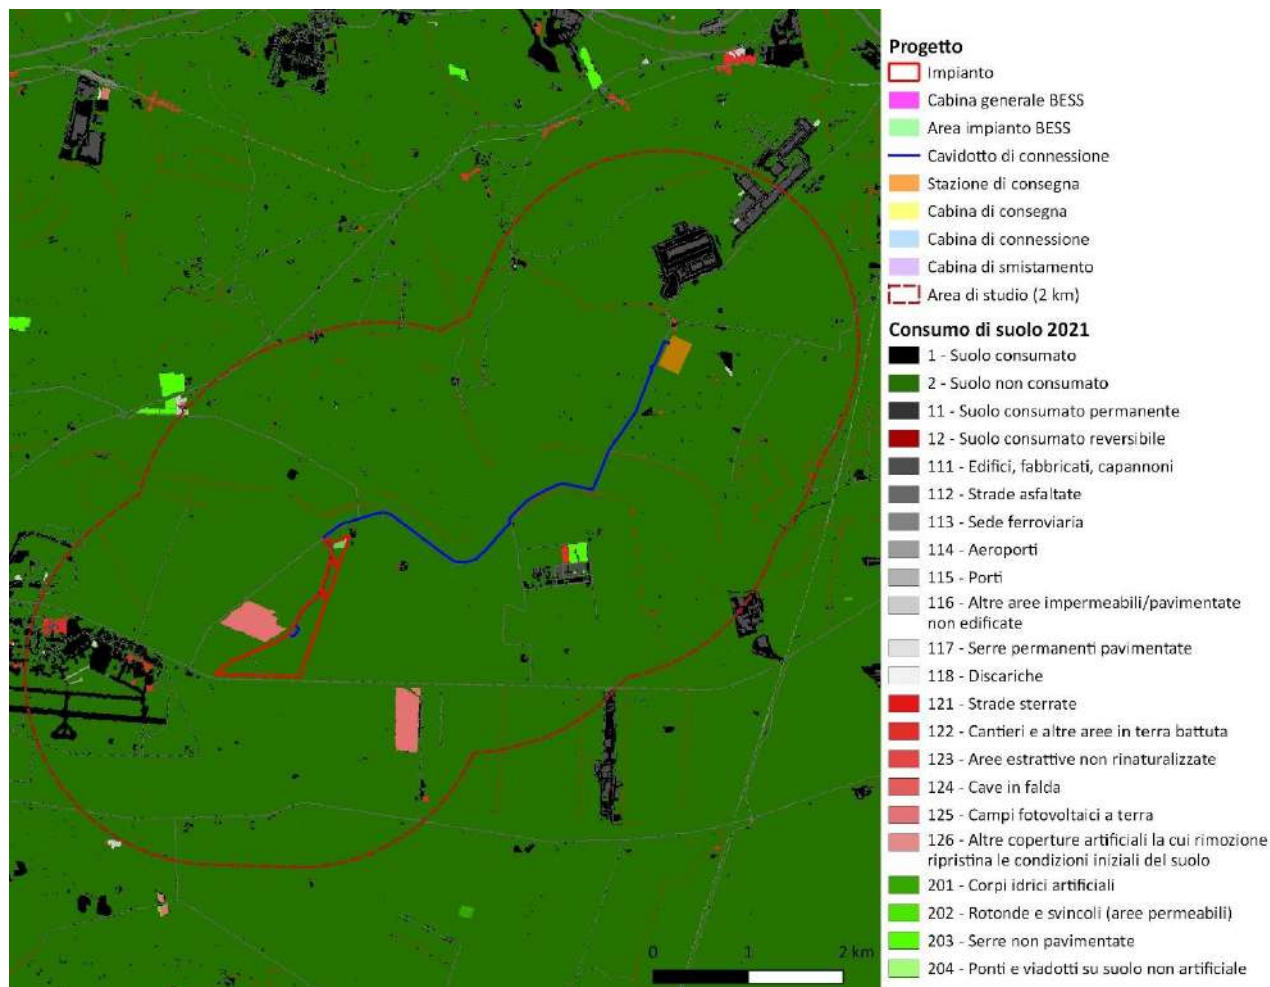 Progetto
Impianto
Cabina generale BESS
Area impianto BESS
Cavidotto di connessione
Stazione di consegna
Cabina di consegna
Cabina di connessione
Cabina di smistamento
Area di studio (2 km)
Consumo di suolo 2021
1 - Suolo consumato
2 - Suolo non consumato
11 - Suolo consumato permanente
12 - Suolo consumato reversibile
111 - Edifici, fabbricati, capannoni
112 - Strade asfaltate
113 - Sede ferroviaria
114 - Aeroporti
115 - Porti
116 - Altre aree impermeabili/pavimentate
non edificate
117 - Serre permanenti pavimentate
118 - Discariche
121 - Strade sterrate
122 - Cantieri e altre aree in terra battuta
123 - Aree estrattive non rinaturalizzate
124 - Cave in falda
125 - Campi fotovoltaici a terra
126 - Altre coperture artificiali la cui rimozione
ripristina le condizioni iniziali del suolo
201 - Corpi idrici artificiali
202 - Rotonde e svincoli (aree permeabili)
203 - Serre non pavimentate
204 - Ponti e viadotti su suolo non artificiale
0 1 2 km